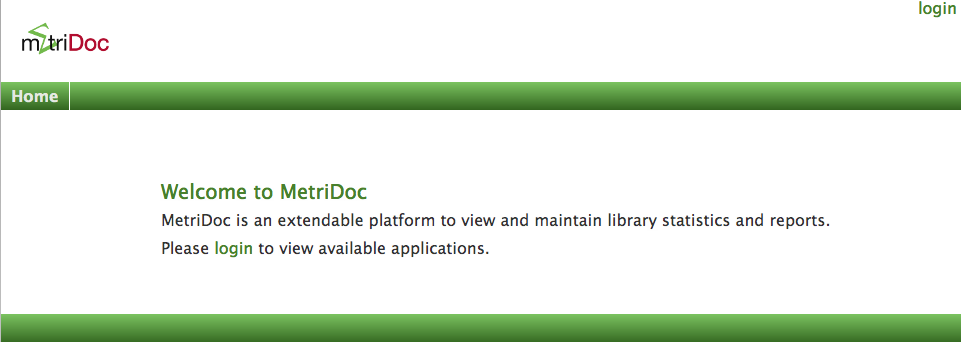 login
metriDoc
Home
Welcome to MetriDoc
MetriDoc is an extendable platform to view and maintain library statistics and reports.
Please login to view available applications.